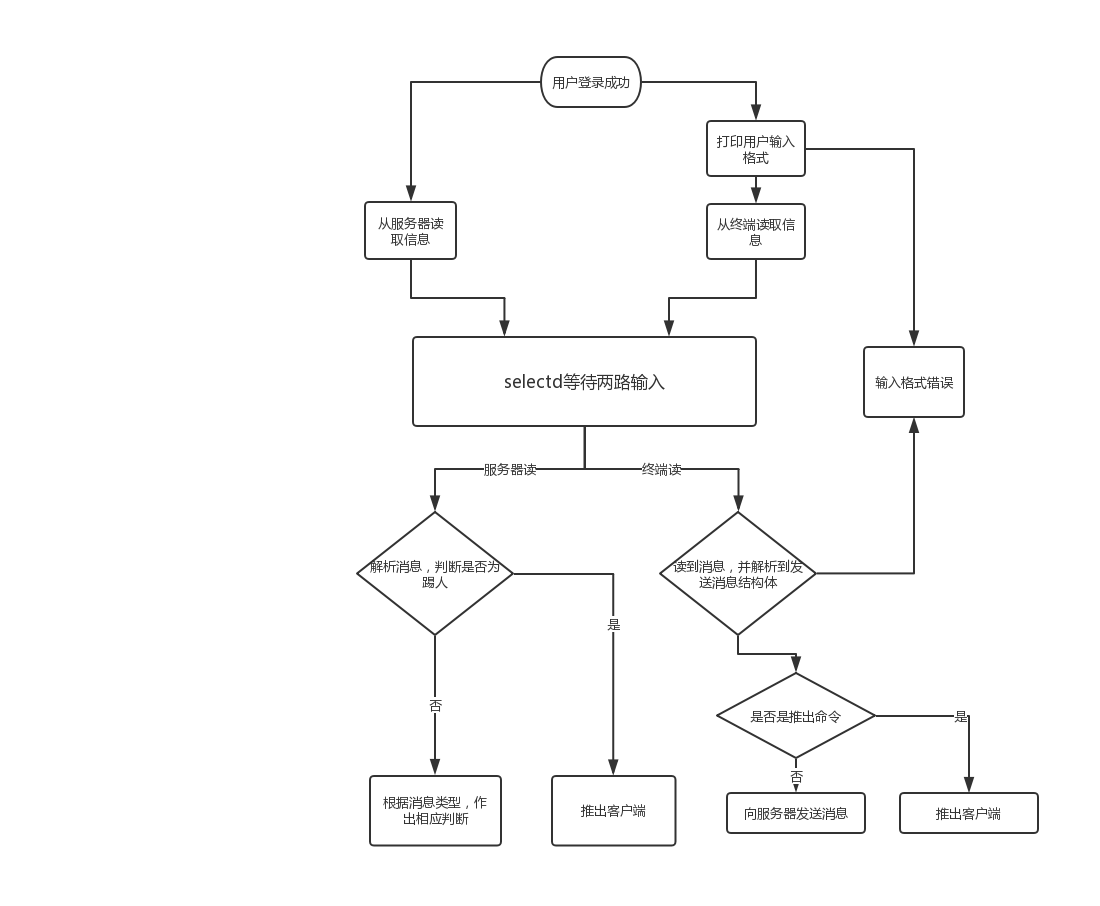 用户登录成功
打印用户输入
格式
从服务器读
取信息
从终端读取信
息
selectd等待两路输入
输入格式错误
服务器读
终端读
解析消息，判断是否为
踢人
读到消息，并解析到发
送消息结构体
是
否
是否是推出命令
是
否
根据消息类型，作
出相应判断
推出客户端
向服务器发送消息
推出客户端